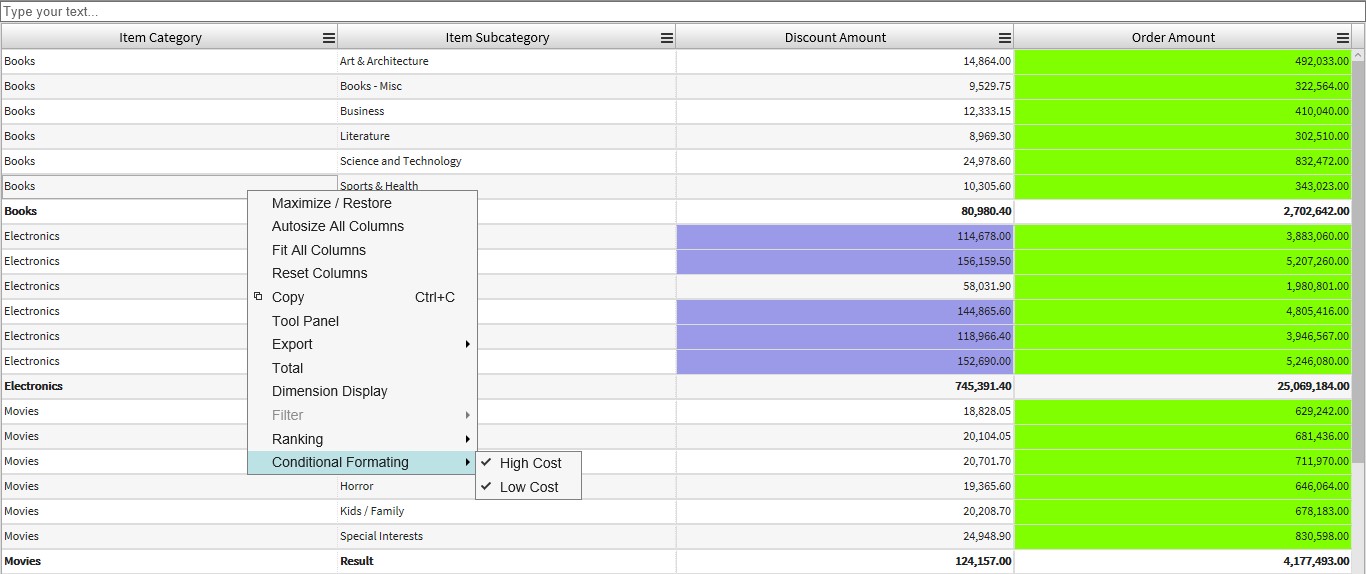 Type your text...
Item Category Item Subcategory Discount Amount Order Amount
Books Art & Architecture 14,864.00 492,033.00
Books Books - Misc 9,529.75 322,564.00
Books Business 12,333.15 410,040.00
Books Literature 8,969.30 302,510.00
Books Science and Technology 24,978.60 832,472.00
Books Sports & Health 10,305.60 343,023.00
Books 80,980.40 2,702,642.00
Electronics 114,678.00 3,883,060.00
Electronics 156,159.50 5,207,260.00
Electronics 58,031.90 1,980,801.00
Electronics 144,865.60 4,805,416.00
Electronics 118,966.40 3,946,567.00
Electronics 152,690.00 5,246,080.00
Electronics 745,391.40 25,069,184.00
Movies 18,828.05 629,242.00
Movies 20,104.05 681,436.00
Movies 20,701.70 711,970.00
Movies Horror 19,365.60 646,064.00
Movies Kids / Family 20,208.70 678,183.00
Movies Special Interests 24,948.90 830,598.00
Movies Result 124,157.00 4,177,493.00
Maximize / Restore
Autosize All Columns
Fit All Columns
Reset Columns
Copy Ctrl+C
Tool Panel
Export
Total
Dimension Display
Filter
Ranking
Conditional Formating
High Cost
Low Cost